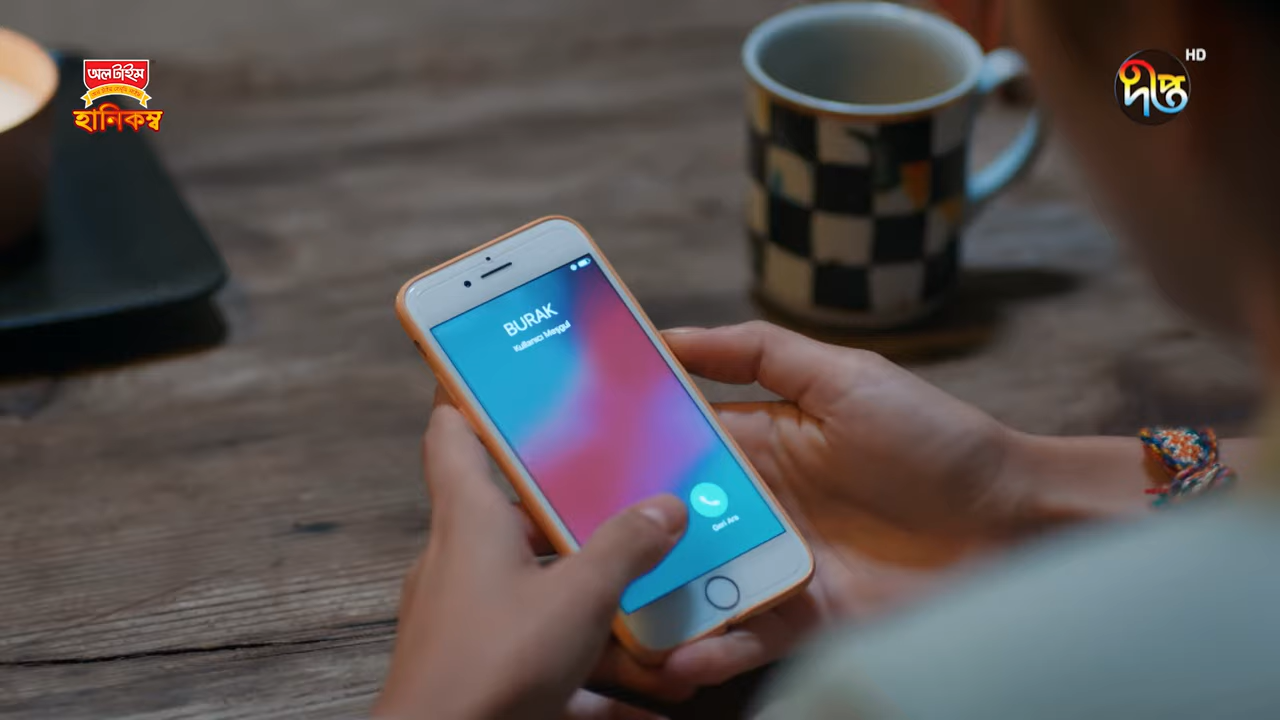 অলটাইম
হানিকম্ব
দীপ্ত
HD
BURAK
Kullanıcı Meşgul
Geri Ara